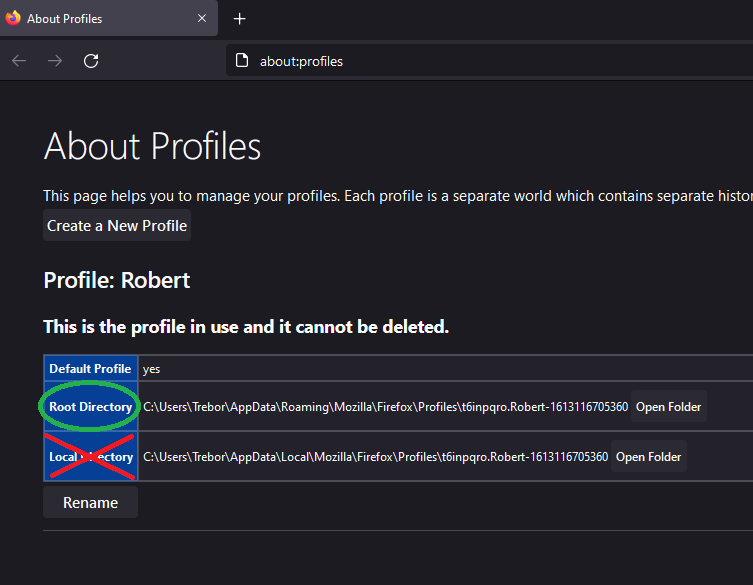 About Profiles
about:profiles
About Profiles
This page helps you to manage your profiles. Each profile is a separate world which contains separate
Create a New Profile
Profile: Robert
This is the profile in use and it cannot be deleted.
Default Profile yes
Root Directory C:\Users\Trebor\AppData\Roaming\Mozilla\Firefox\Profiles\t6inpqro.Robert-1613116705360 Open Folder
Local Directory C:\Users\Trebor\AppData\Local\Mozilla\Firefox\Profiles\t6inpqro.Robert-1613116705360 Open Folder
Rename